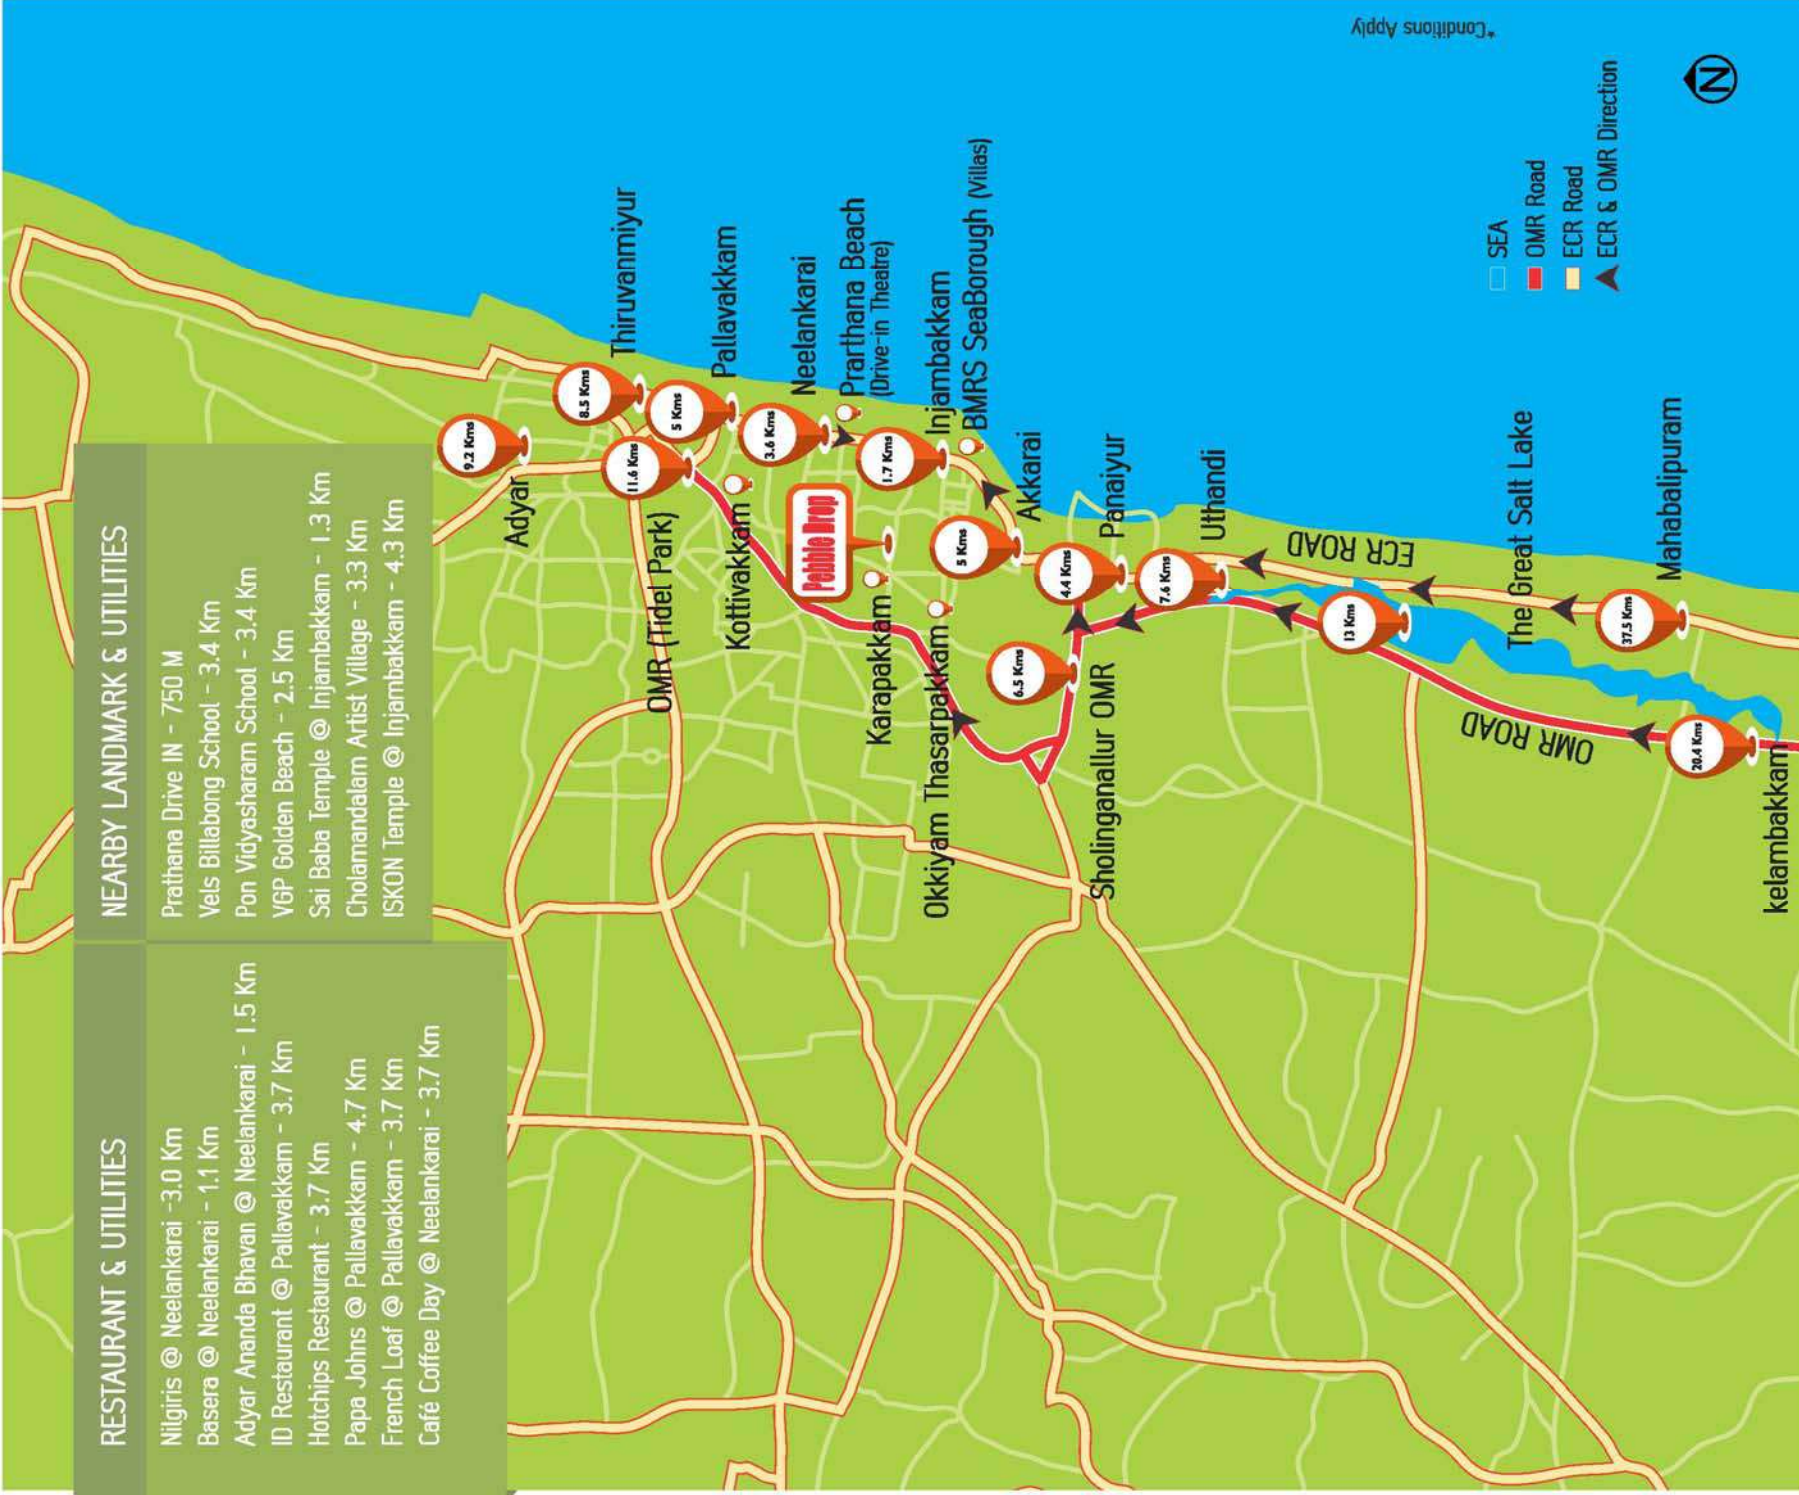 RESTAURANT & UTILITIES
Nilgiris @ Neelankarai -3.0 Km
Basera @ Neelankarai - 1.1 Km
Adyar Ananda Bhavan @ Neelankarai - 1.5 Km
ID Restaurant @ Pallavakkam - 3.7 Km
Hotchips Restaurant - 3.7 Km
Papa Johns @ Pallavakkam - 4.7 Km
French Loaf @ Pallavakkam - 3.7 Km
Café Coffee Day @ Neelankarai - 3.7 Km
NEARBY LANDMARK & UTILITIES
Prathana Drive IN - 750 M
Vels Billabong School - 3.4 Km
Pon Vidyasharam School - 3.4 Km
VGP Golden Beach - 2.5 Km
Sai Baba Temple @ Injambakkam - 1.3 Km
Cholamandalam Artist Village - 3.3 Km
ISKON Temple @ Injambakkam - 4.3 Km
9.2 Kms
Adyar
8.5 Kms
Thiruvanmiyur
11.6 Kms
OMR (Tidel Park)
5 Kms
Pallavakkam
Kottivakkam
3.6 Kms
Neelankarai
Pebble Drop
Prarthana Beach
(Drive-in Theatre)
Karapakkam
1.7 Kms
Injambakkam
BMRS SeaBorough (Villas)
Okkiyam Thasarpakkam
5 Kms
Akkarai
6.5 Kms
Sholinganallur OMR
4.4 Kms
Panaiyur
7.6 Kms
Uthandi
ECR ROAD
13 Kms
The Great Salt Lake
OMR ROAD
37.5 Kms
Mahabalipuram
20.4 Kms
kelambakkam
SEA
OMR Road
ECR Road
ECR & OMR Direction
N
*Conditions Apply